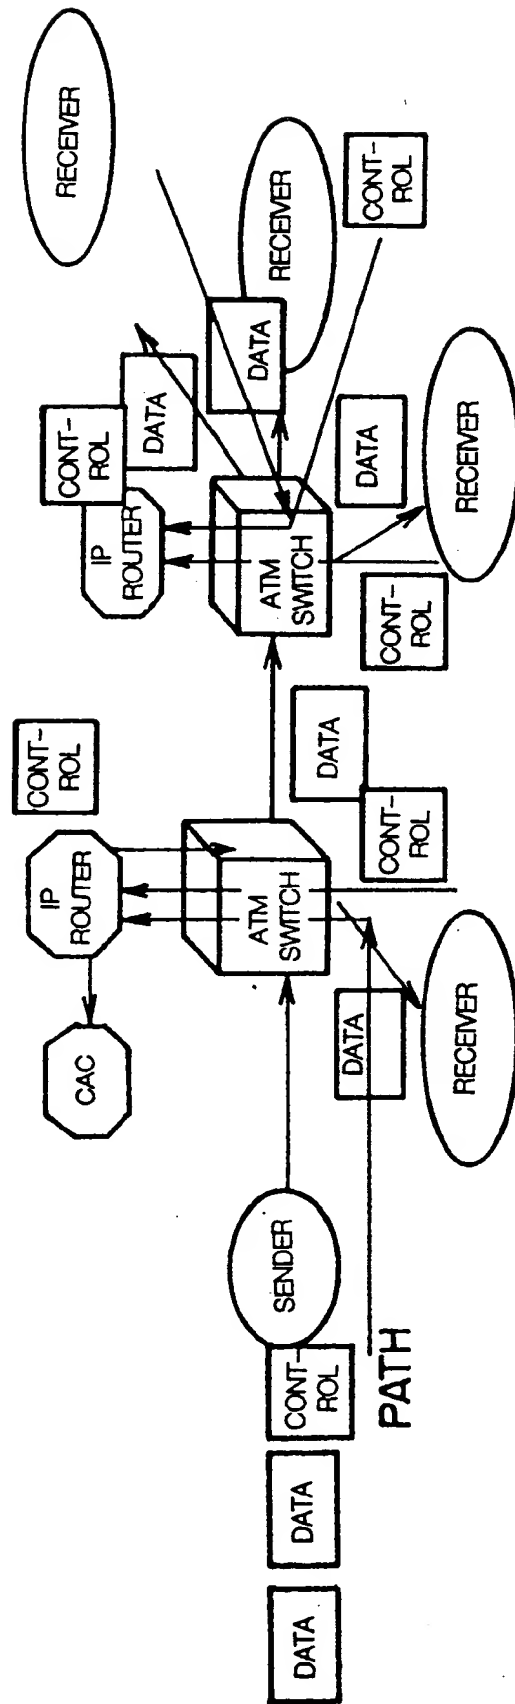 DATA
DATA
CONT-
ROL
SENDER
PATH
CAC
IP
ROUTER
CONT-
ROL
ATM
SWITCH
DATA
RECEIVER
DATA
CONT-
ROL
IP
ROUTER
CONT-
ROL
DATA
ATM
SWITCH
CONT-
ROL
DATA
RECEIVER
DATA
RECEIVER
CONT-
ROL
RECEIVER